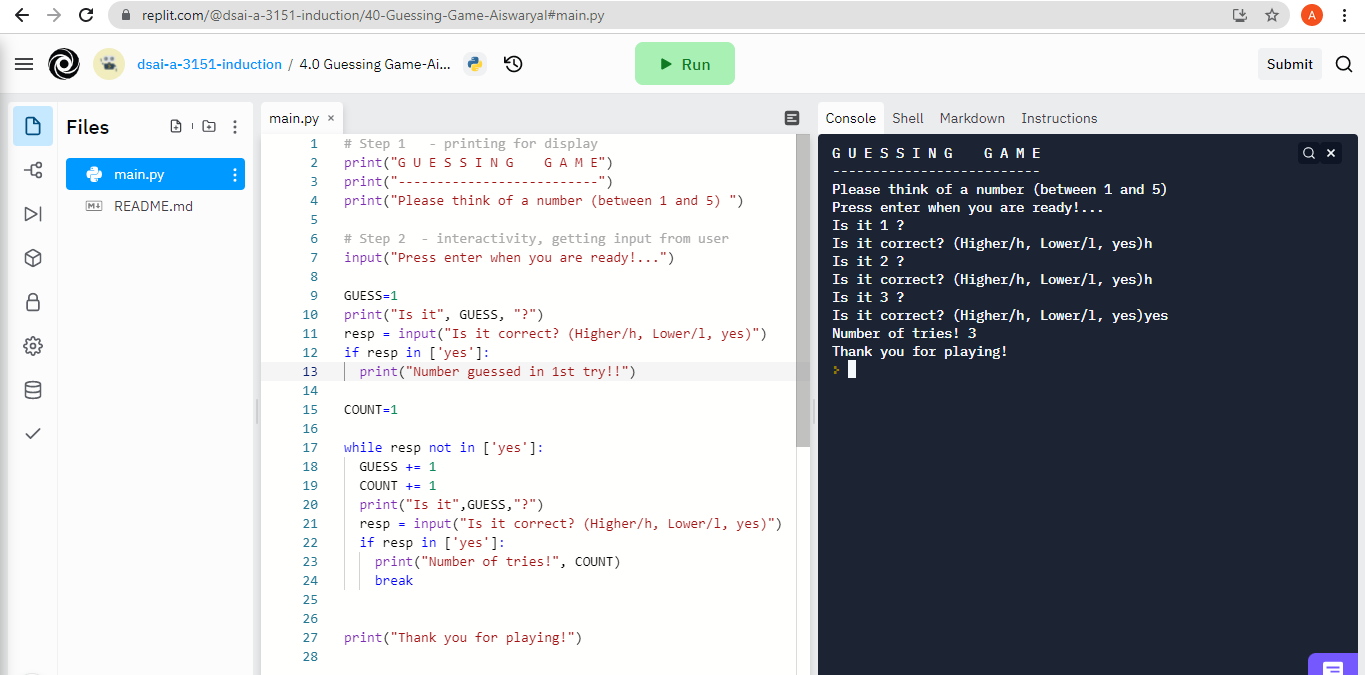 replit.com/@dsai-a-3151-induction/40-Guessing-Game-Aiswaryal#main.py
A
dsai-a-3151-induction / 4.0 Guessing Game-Ai...
Run
Submit
Files
main.py
README.md
main.py ×
1 # Step 1   - printing for display
2 print("G U E S S I N G    G A M E")
3 print("--------------------------")
4 print("Please think of a number (between 1 and 5) ")
5
6 # Step 2  - interactivity, getting input from user
7 input("Press enter when you are ready!...")
8
9 GUESS=1
10 print("Is it", GUESS, "?")
11 resp = input("Is it correct? (Higher/h, Lower/l, yes)")
12 if resp in ['yes']:
13   print("Number guessed in 1st try!!")
14
15 COUNT=1
16
17 while resp not in ['yes']:
18   GUESS += 1
19   COUNT += 1
20   print("Is it",GUESS,"?")
21   resp = input("Is it correct? (Higher/h, Lower/l, yes)")
22   if resp in ['yes']:
23     print("Number of tries!", COUNT)
24     break
25
26
27 print("Thank you for playing!")
28
Console Shell Markdown Instructions
G U E S S I N G   G A M E
--------------------------
Please think of a number (between 1 and 5)
Press enter when you are ready!...
Is it 1 ?
Is it correct? (Higher/h, Lower/l, yes)h
Is it 2 ?
Is it correct? (Higher/h, Lower/l, yes)h
Is it 3 ?
Is it correct? (Higher/h, Lower/l, yes)yes
Number of tries! 3
Thank you for playing!